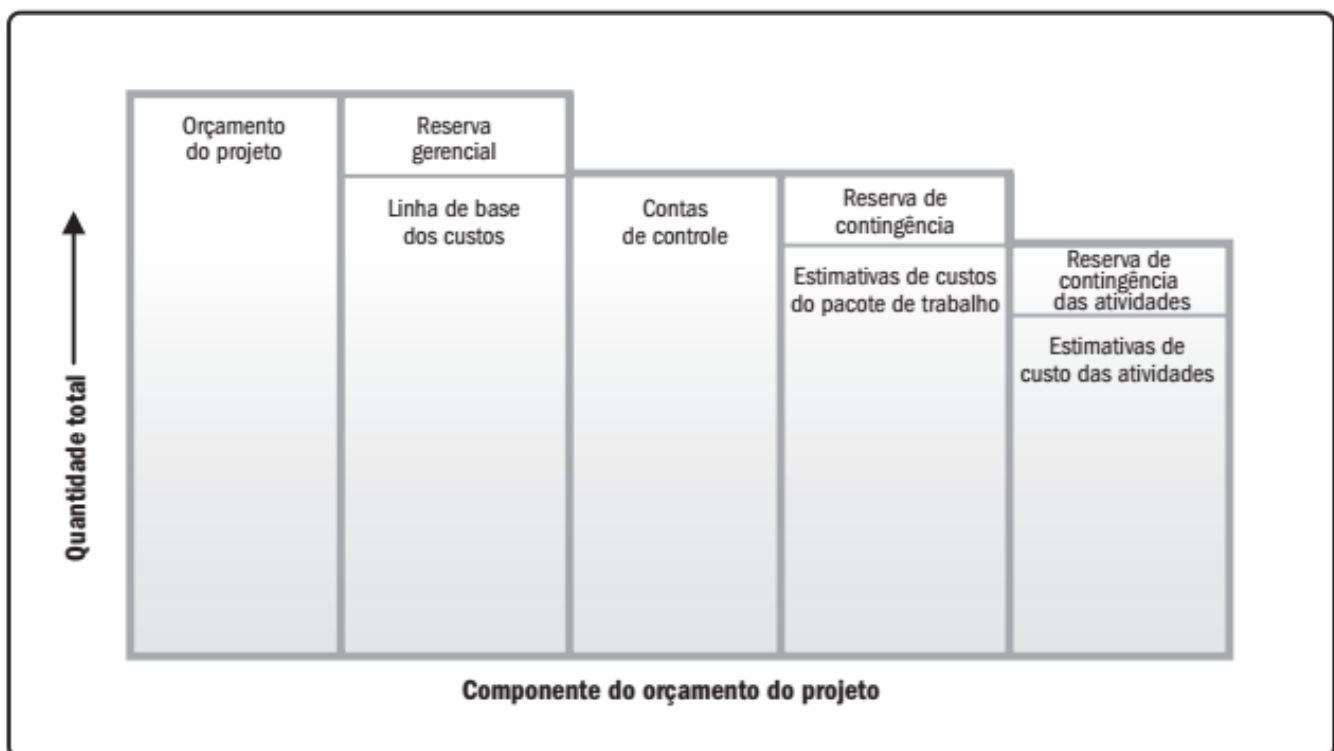 Orçamento
do projeto
Reserva
gerencial
Linha de base
dos custos
Contas
de controle
Reserva de
contingência
Estimativas de custos
do pacote de trabalho
Reserva de
contingência
das atividades
Estimativas de
custo das atividades
Quantidade total
Componente do orçamento do projeto